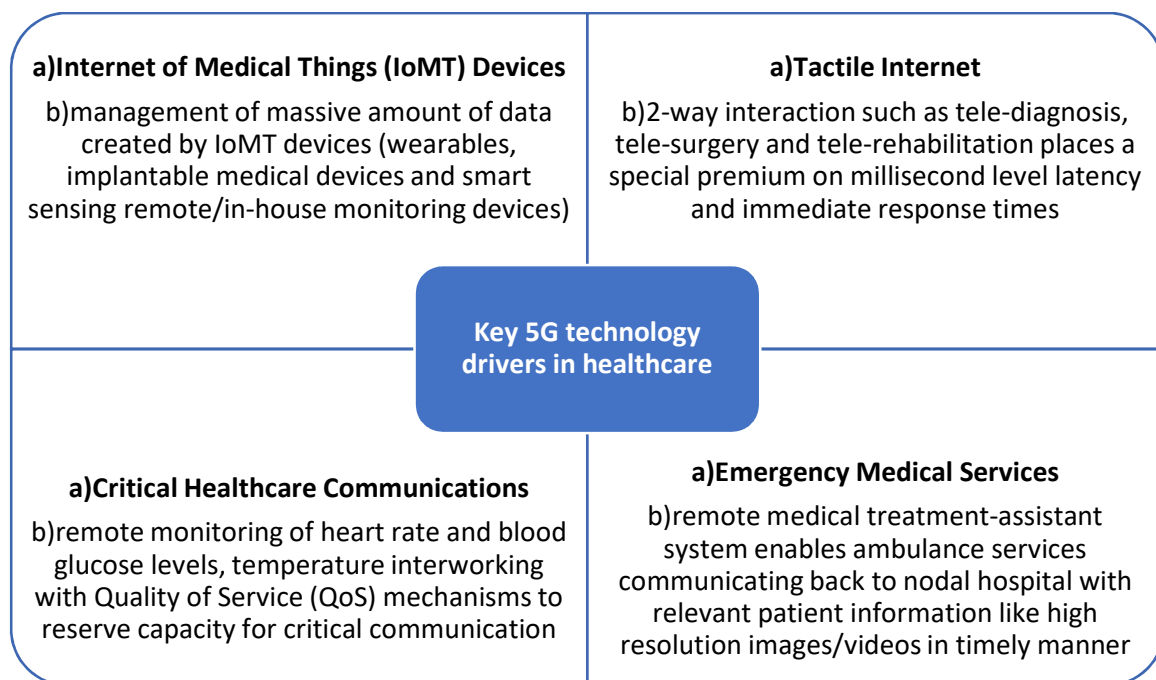 a)Internet of Medical Things (IoMT) Devices
b)management of massive amount of data
created by IoMT devices (wearables,
implantable medical devices and smart
sensing remote/in-house monitoring devices)
a)Tactile Internet
b)2-way interaction such as tele-diagnosis,
tele-surgery and tele-rehabilitation places a
special premium on millisecond level latency
and immediate response times
Key 5G technology
drivers in healthcare
a)Critical Healthcare Communications
b)remote monitoring of heart rate and blood
glucose levels, temperature interworking
with Quality of Service (QoS) mechanisms to
reserve capacity for critical communication
a)Emergency Medical Services
b)remote medical treatment-assistant
system enables ambulance services
communicating back to nodal hospital with
relevant patient information like high
resolution images/videos in timely manner